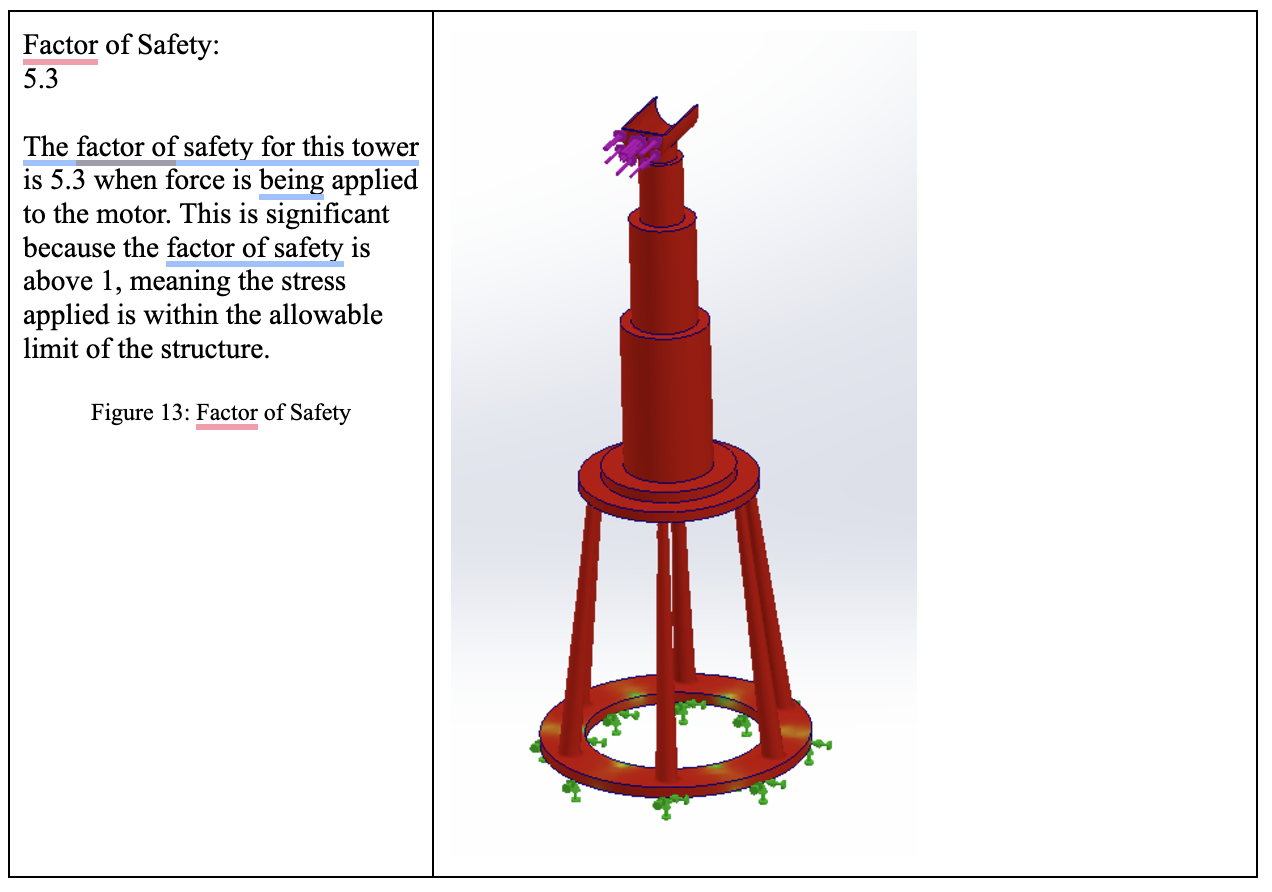 Factor of Safety:
5.3
The factor of safety for this tower
is 5.3 when force is being applied
to the motor. This is significant
because the factor of safety is
above 1, meaning the stress
applied is within the allowable
limit of the structure.
Figure 13: Factor of Safety